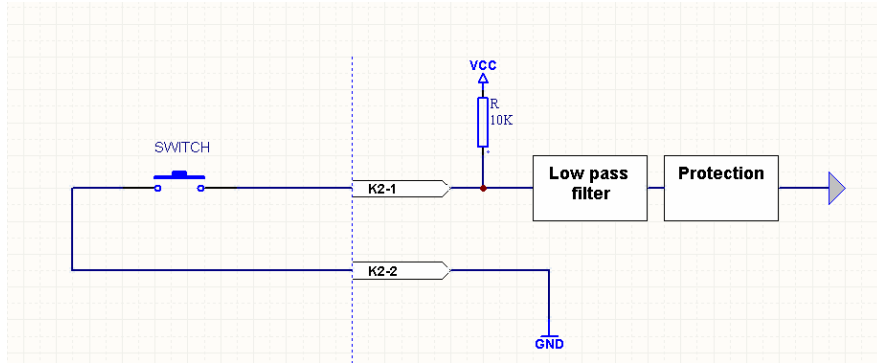 VCC
R
10K
SWITCH
K2-1
Low pass
filter
Protection
K2-2
GND